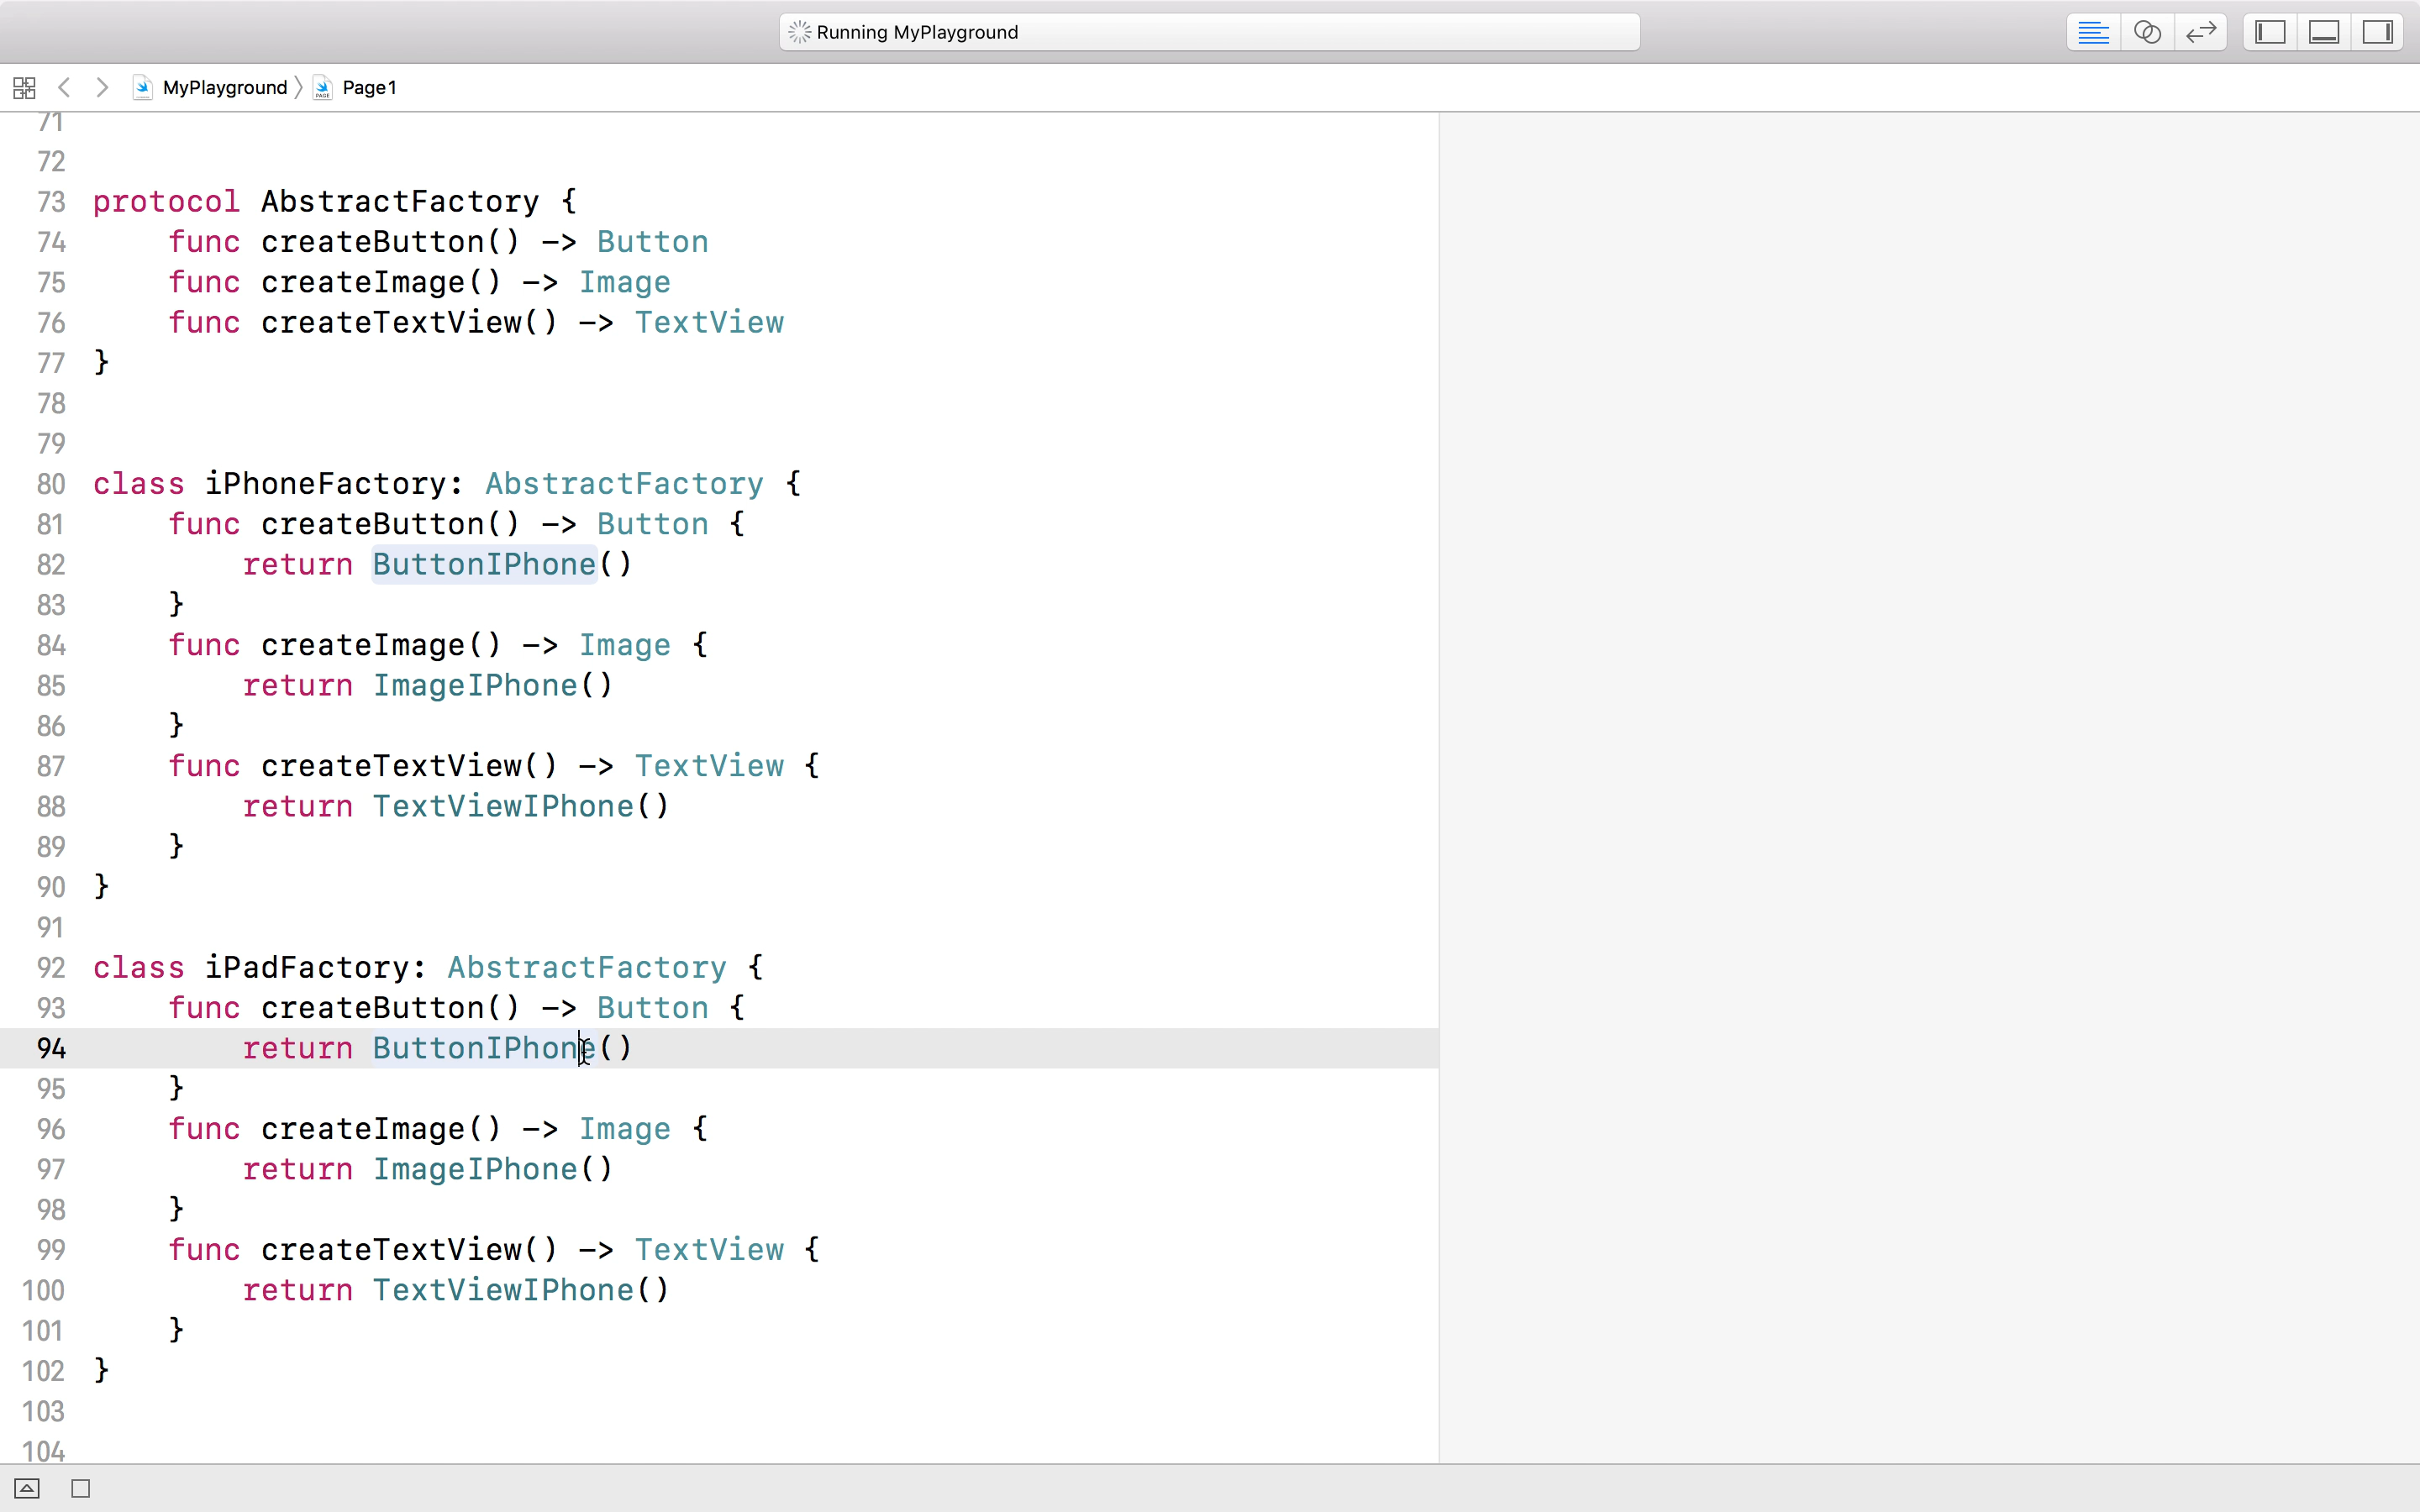 Running MyPlayground
MyPlayground Page1
71
72
73 protocol AbstractFactory {
74 func createButton() -> Button
75 func createImage() -> Image
76 func createTextView() -> TextView
77 }
78
79
80 class iPhoneFactory: AbstractFactory {
81 func createButton() -> Button {
82 return ButtonIPhone()
83 }
84 func createImage() -> Image {
85 return ImageIPhone()
86 }
87 func createTextView() -> TextView {
88 return TextViewIPhone()
89 }
90 }
91
92 class iPadFactory: AbstractFactory {
93 func createButton() -> Button {
94 return ButtonIPhone()
95 }
96 func createImage() -> Image {
97 return ImageIPhone()
98 }
99 func createTextView() -> TextView {
100 return TextViewIPhone()
101 }
102 }
103
104